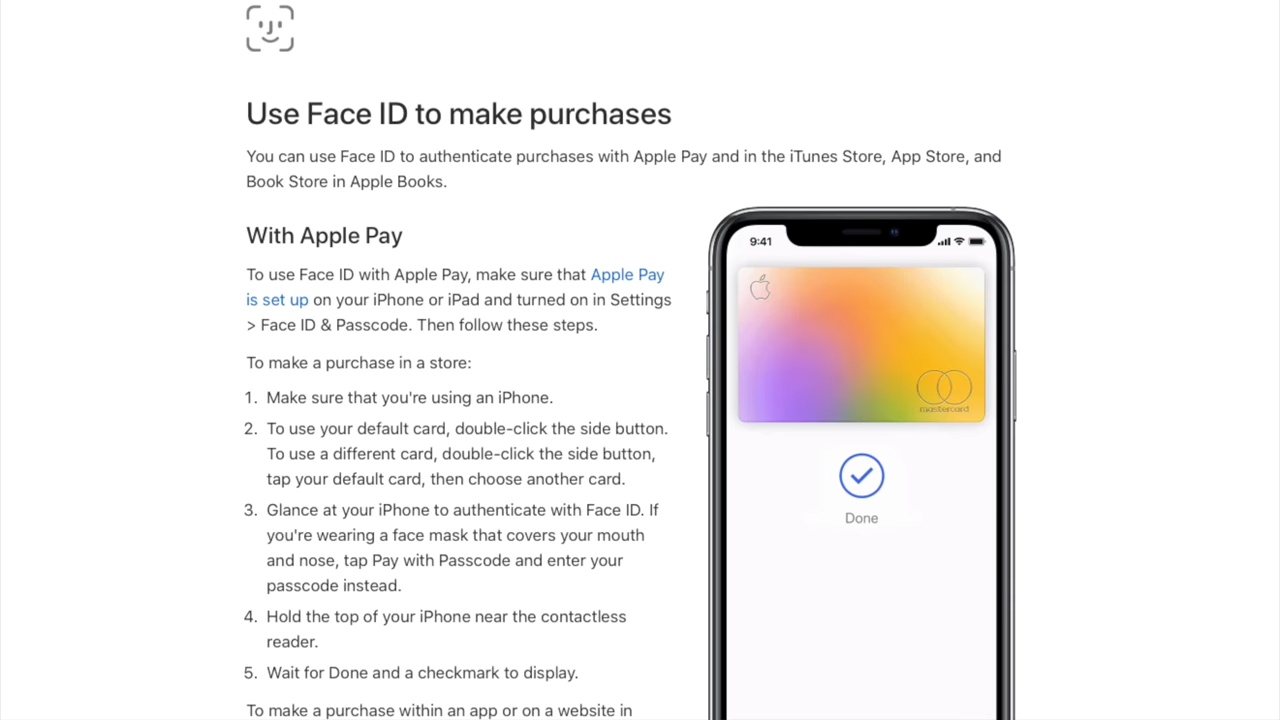 Use Face ID to make purchases
You can use Face ID to authenticate purchases with Apple Pay and in the iTunes Store, App Store, and
Book Store in Apple Books.
With Apple Pay
To use Face ID with Apple Pay, make sure that Apple Pay
is set up on your iPhone or iPad and turned on in Settings
> Face ID & Passcode. Then follow these steps.
To make a purchase in a store:
1. Make sure that you're using an iPhone.
2. To use your default card, double-click the side button.
To use a different card, double-click the side button,
tap your default card, then choose another card.
3. Glance at your iPhone to authenticate with Face ID. If
you're wearing a face mask that covers your mouth
and nose, tap Pay with Passcode and enter your
passcode instead.
4. Hold the top of your iPhone near the contactless
reader.
5. Wait for Done and a checkmark to display.
To make a purchase within an app or on a website in
9:41
mastercard
Done